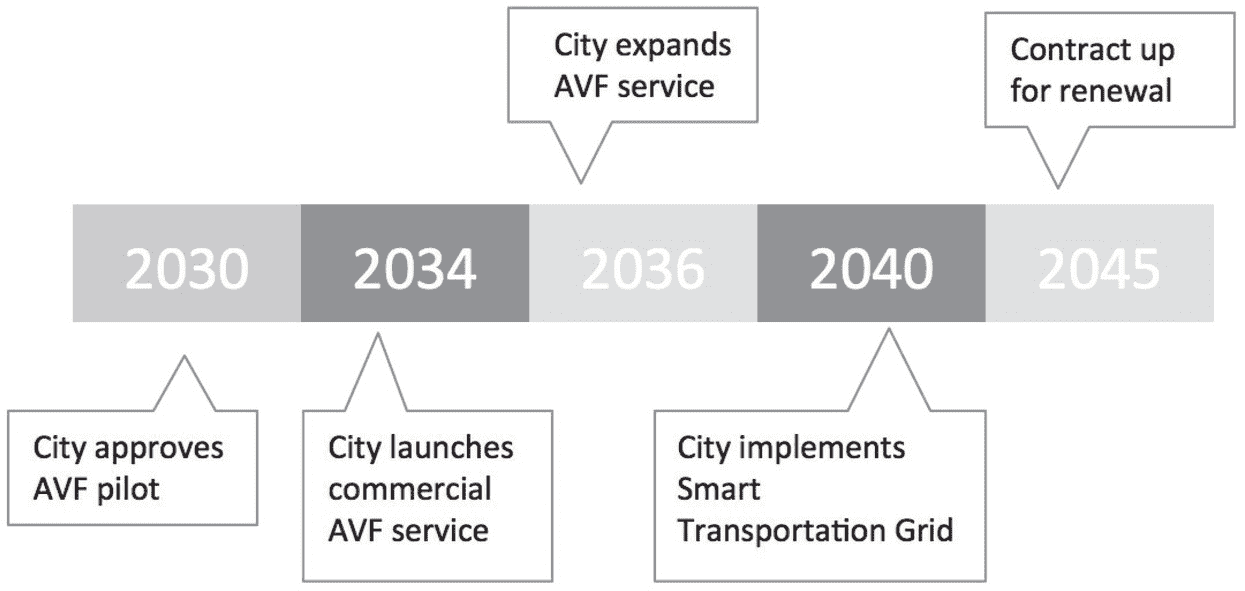 City expands
AVF service
Contract up
for renewal
2030
2034
2036
2040
2045
City approves
AVF pilot
City launches
commercial
AVF service
City implements
Smart
Transportation Grid